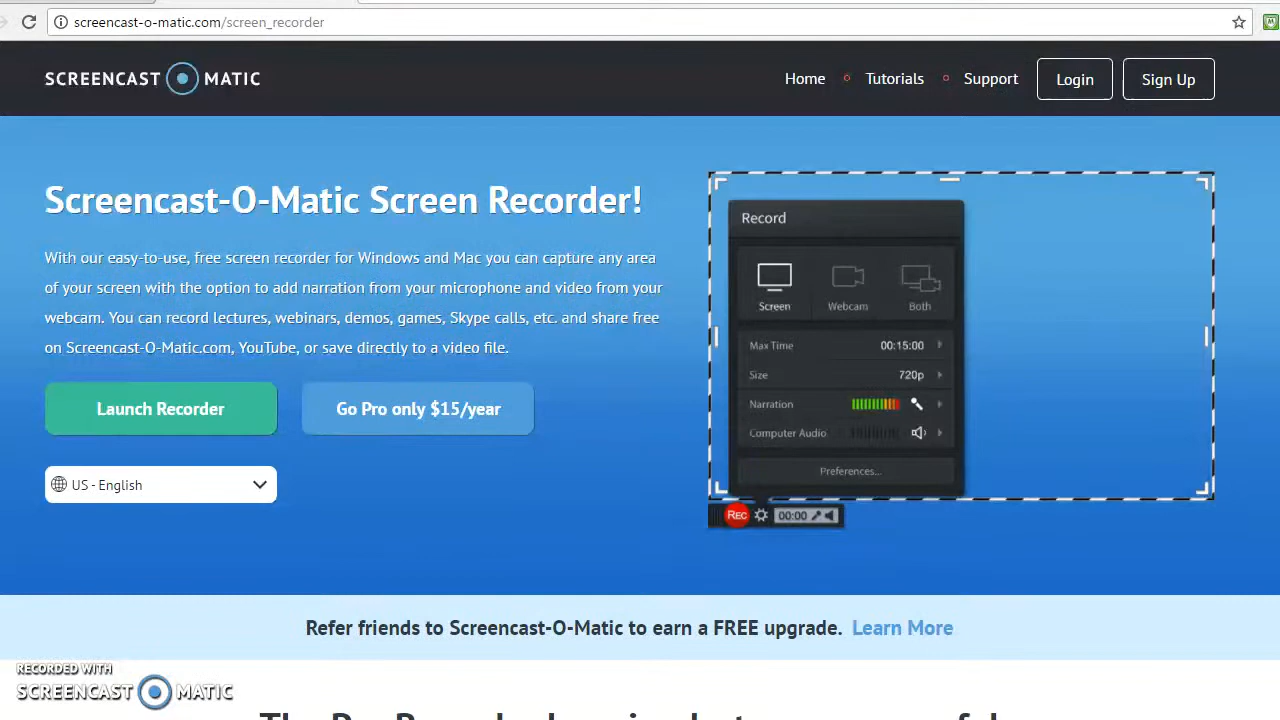 screencast-o-matic.com/screen_recorder
SCREENCAST MATIC
Home
Tutorials
Support
Login
Sign Up
Screencast-O-Matic Screen Recorder!
With our easy-to-use, free screen recorder for Windows and Mac you can capture any area
of your screen with the option to add narration from your microphone and video from your
webcam. You can record lectures, webinars, demos, games, Skype calls, etc. and share free
on Screencast-O-Matic.com, YouTube, or save directly to a video file.
Launch Recorder
Go Pro only $15/year
US - English
Record
Screen
Webcam
Both
Max Time 00:15:00
Size 720p
Narration
Computer Audio
Preferences...
REC 00:00
Refer friends to Screencast-O-Matic to earn a FREE upgrade. Learn More
RECORDED WITH
SCREENCAST MATIC